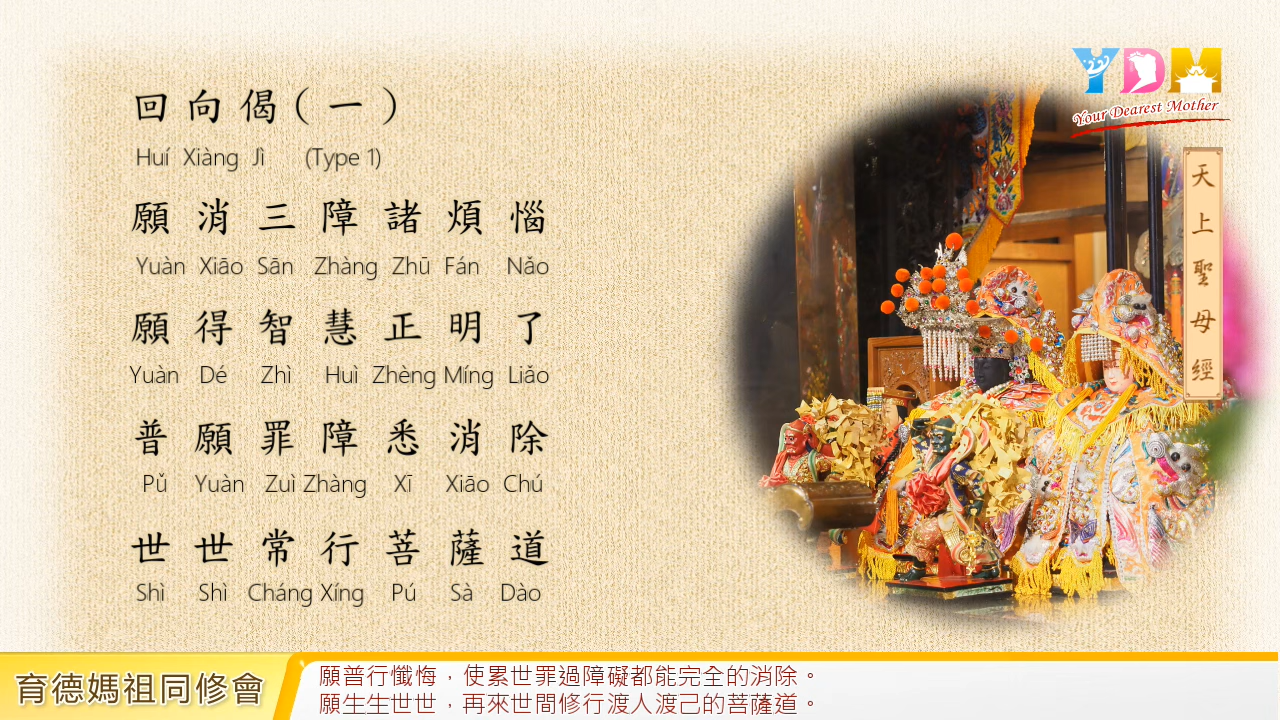 回向偈(一)
Huí Xiàng Jì (Type 1)
願消三障諸煩惱
Yuàn Xiāo Sān Zhàng Zhū Fán Nǎo
願得智慧正明了
Yuàn Dé Zhì Huì Zhèng Míng Liǎo
普願罪障悉消除
Pǔ Yuàn Zuì Zhàng Xī Xiāo Chú
世世常行菩薩道
Shì Shì Cháng Xíng Pú Sà Dào
YDM
Your Dearest Mother
天上聖母經
育德媽祖同修會
願普行懺悔，使累世罪過障礙都能完全的消除。
願生生世世，再來世間修行渡人渡己的菩薩道。